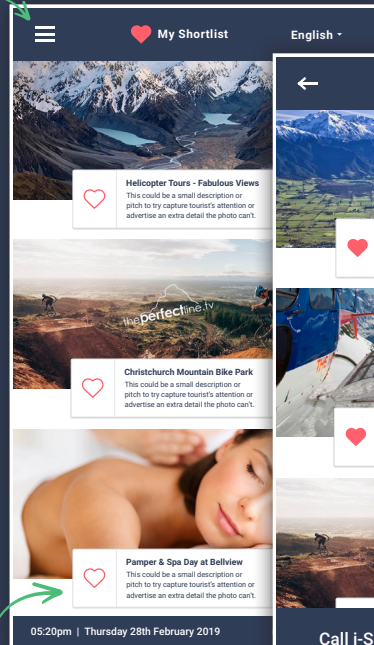 My Shortlist
English
Helicopter Tours - Fabulous Views
This could be a small description or
pitch to try capture tourist's attention or
advertise an extra detail the photo can't.
theperfectline.tv
Christchurch Mountain Bike Park
This could be a small description or
pitch to try capture tourist's attention or
advertise an extra detail the photo can't.
Pamper & Spa Day at Bellview
This could be a small description or
pitch to try capture tourist's attention or
advertise an extra detail the photo can't.
05:20pm | Thursday 28th February 2019
Call i-S